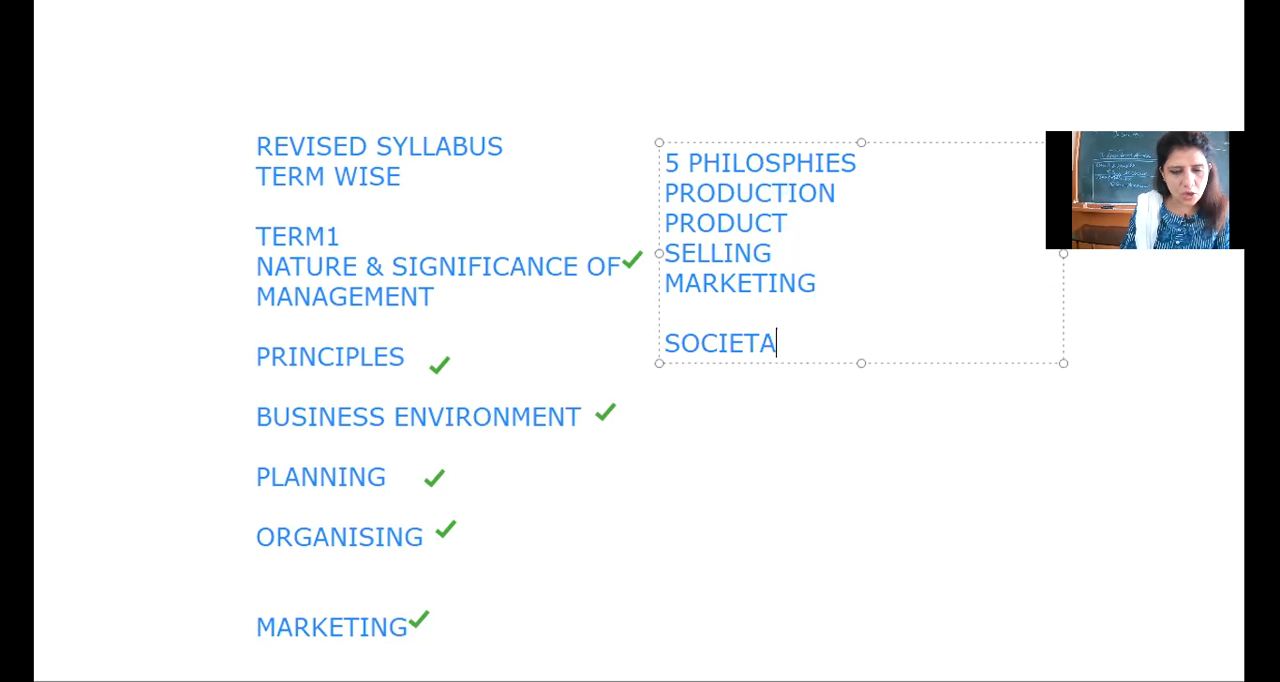 REVISED SYLLABUS
TERM WISE
TERM1
NATURE & SIGNIFICANCE OF
MANAGEMENT
PRINCIPLES
BUSINESS ENVIRONMENT
PLANNING
ORGANISING
MARKETING
5 PHILOSPHIES
PRODUCTION
PRODUCT
SELLING
MARKETING
SOCIETA